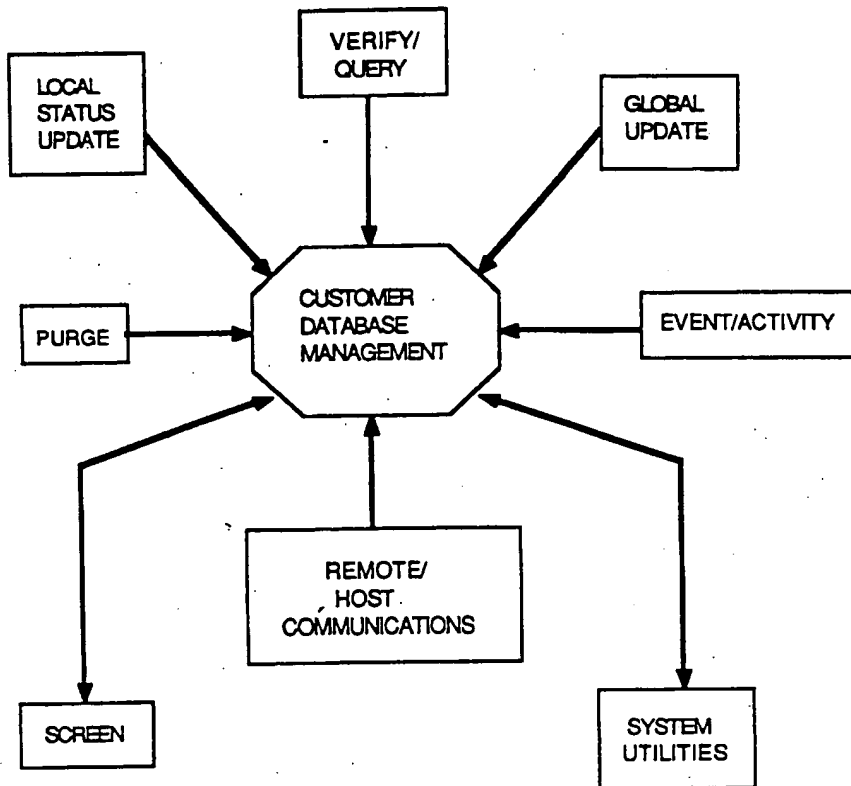 VERIFY/
QUERY
LOCAL
STATUS
UPDATE
GLOBAL
UPDATE
CUSTOMER
DATABASE
MANAGEMENT
PURGE
EVENT/ACTIVITY
REMOTE/
HOST
COMMUNICATIONS
SCREEN
SYSTEM
UTILITIES